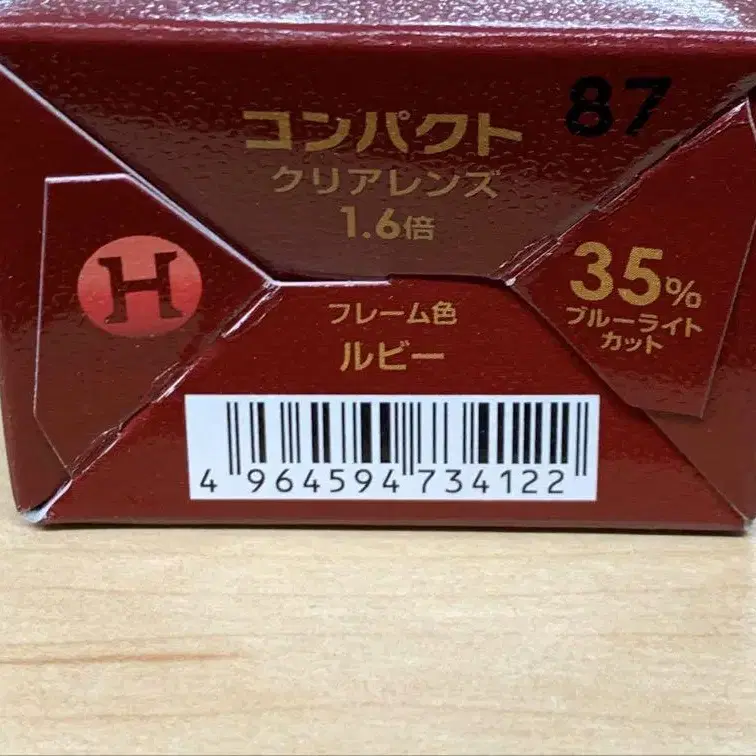 87
コンパクト
クリアレンズ
1.6倍
H
35%
ブルーライト
カット
フレーム色
ルビー
4 964594 734122